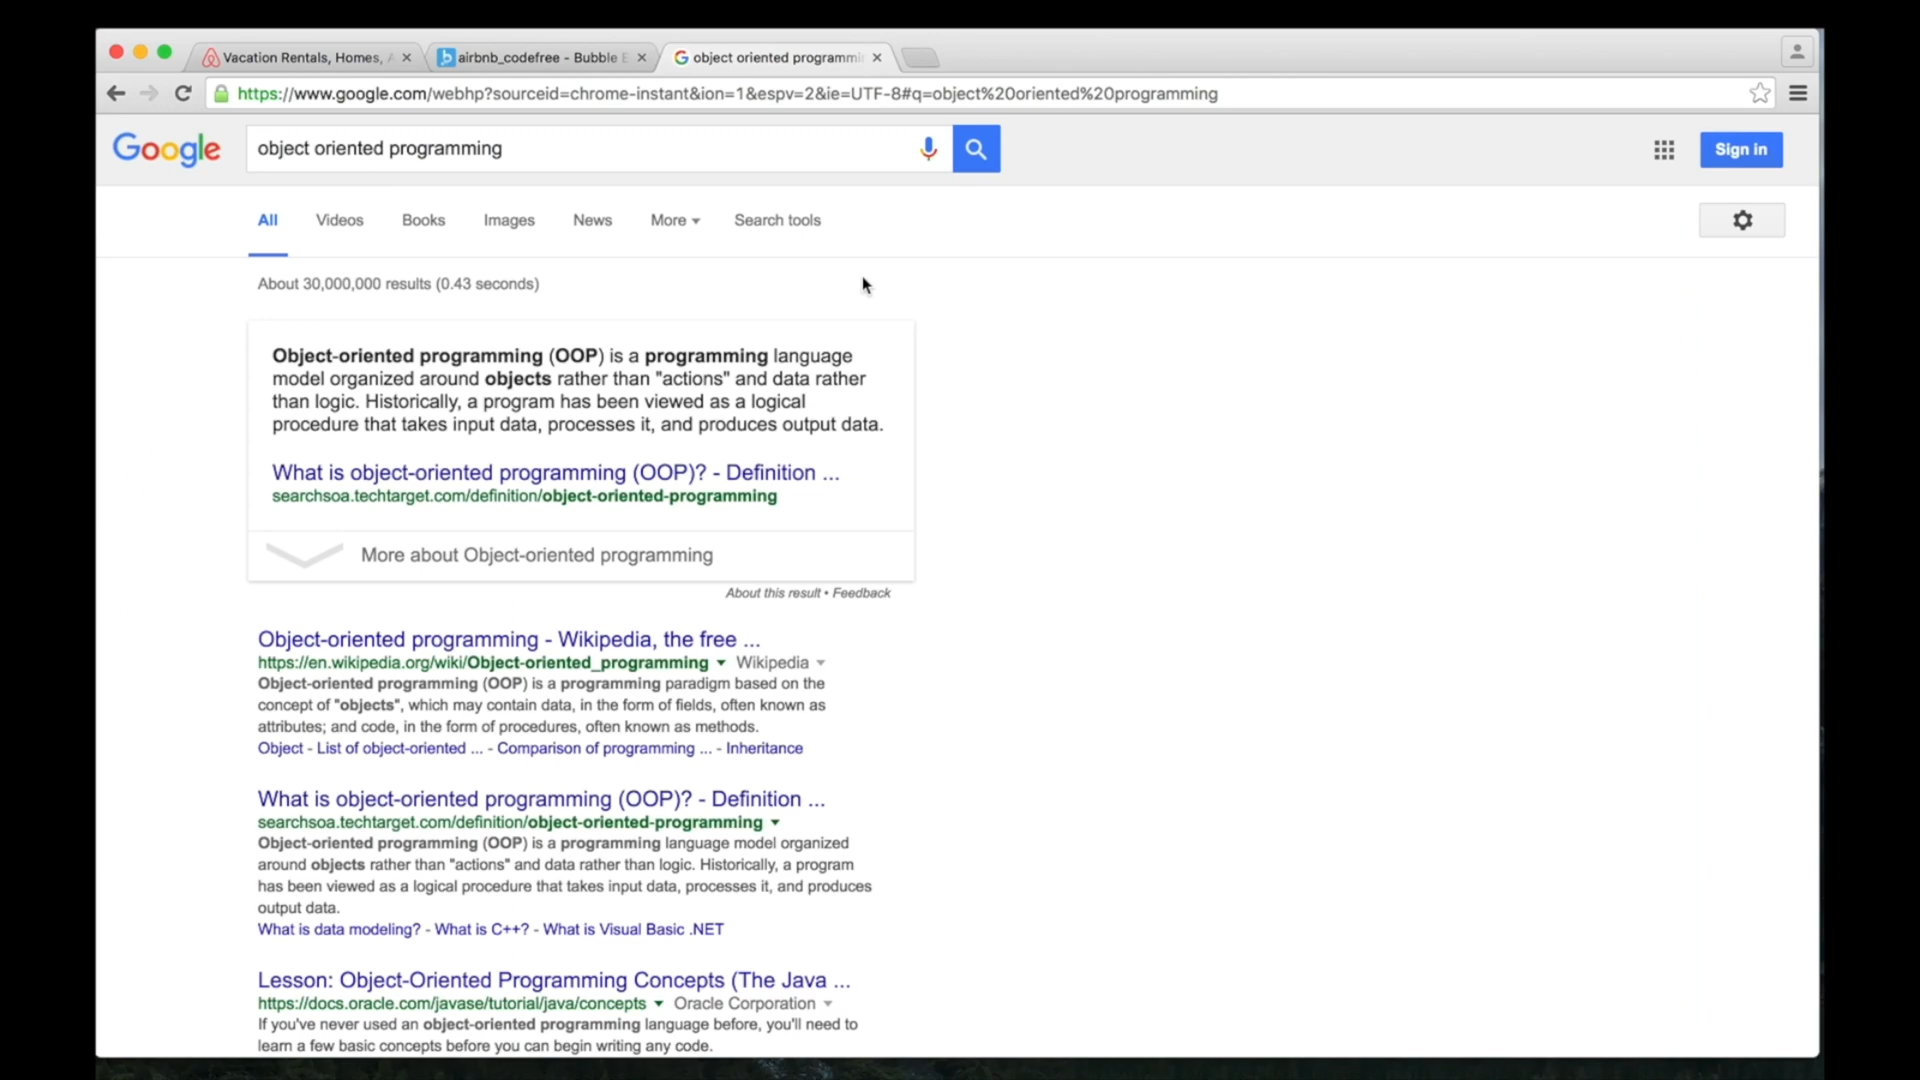 Vacation Rentals, Homes, A
airbnb_codefree - Bubble E
object oriented programmi
https://www.google.com/webhp?sourceid=chrome-instant&ion=1&espv=2&ie=UTF-8#q=object%20oriented%20programming
Google
object oriented programming
Sign in
All Videos Books Images News More Search tools
About 30,000,000 results (0.43 seconds)
Object-oriented programming (OOP) is a programming language
model organized around objects rather than "actions" and data rather
than logic. Historically, a program has been viewed as a logical
procedure that takes input data, processes it, and produces output data.
What is object-oriented programming (OOP)? - Definition ...
searchsoa.techtarget.com/definition/object-oriented-programming
More about Object-oriented programming
About this result • Feedback
Object-oriented programming - Wikipedia, the free ...
https://en.wikipedia.org/wiki/Object-oriented_programming Wikipedia
Object-oriented programming (OOP) is a programming paradigm based on the
concept of "objects", which may contain data, in the form of fields, often known as
attributes; and code, in the form of procedures, often known as methods.
Object - List of object-oriented ... - Comparison of programming ... - Inheritance
What is object-oriented programming (OOP)? - Definition ...
searchsoa.techtarget.com/definition/object-oriented-programming
Object-oriented programming (OOP) is a programming language model organized
around objects rather than "actions" and data rather than logic. Historically, a program
has been viewed as a logical procedure that takes input data, processes it, and produces
output data.
What is data modeling? - What is C++? - What is Visual Basic .NET
Lesson: Object-Oriented Programming Concepts (The Java ...
https://docs.oracle.com/javase/tutorial/java/concepts Oracle Corporation
If you've never used an object-oriented programming language before, you'll need to
learn a few basic concepts before you can begin writing any code.